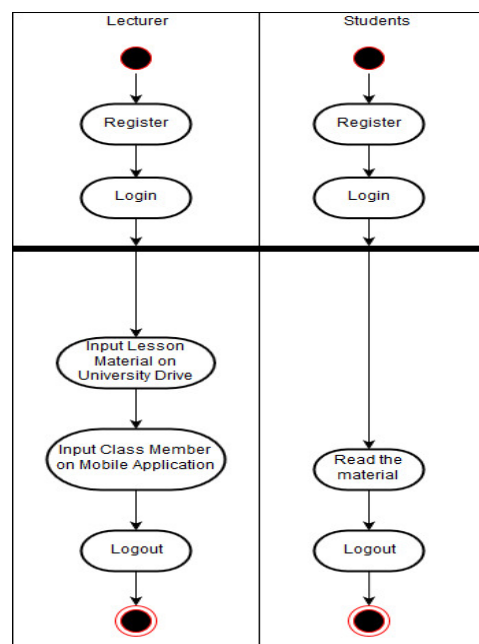 Lecturer
Students
Register
Register
Login
Login
Input Lesson
Material on
University Drive
Input Class Member
on Mobile Application
Read the
material
Logout
Logout